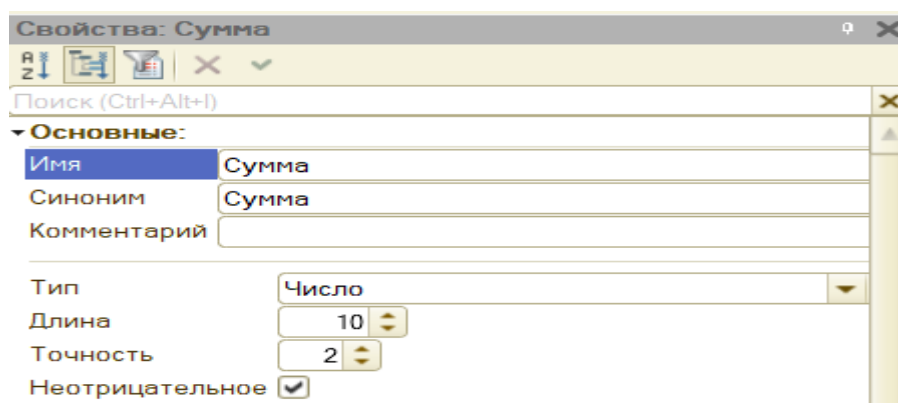 Свойства: Сумма
Поиск (Ctrl+Alt+I)
Основные:
Имя Сумма
Синоним Сумма
Комментарий
Тип Число
Длина 10
Точность 2
Неотрицательное